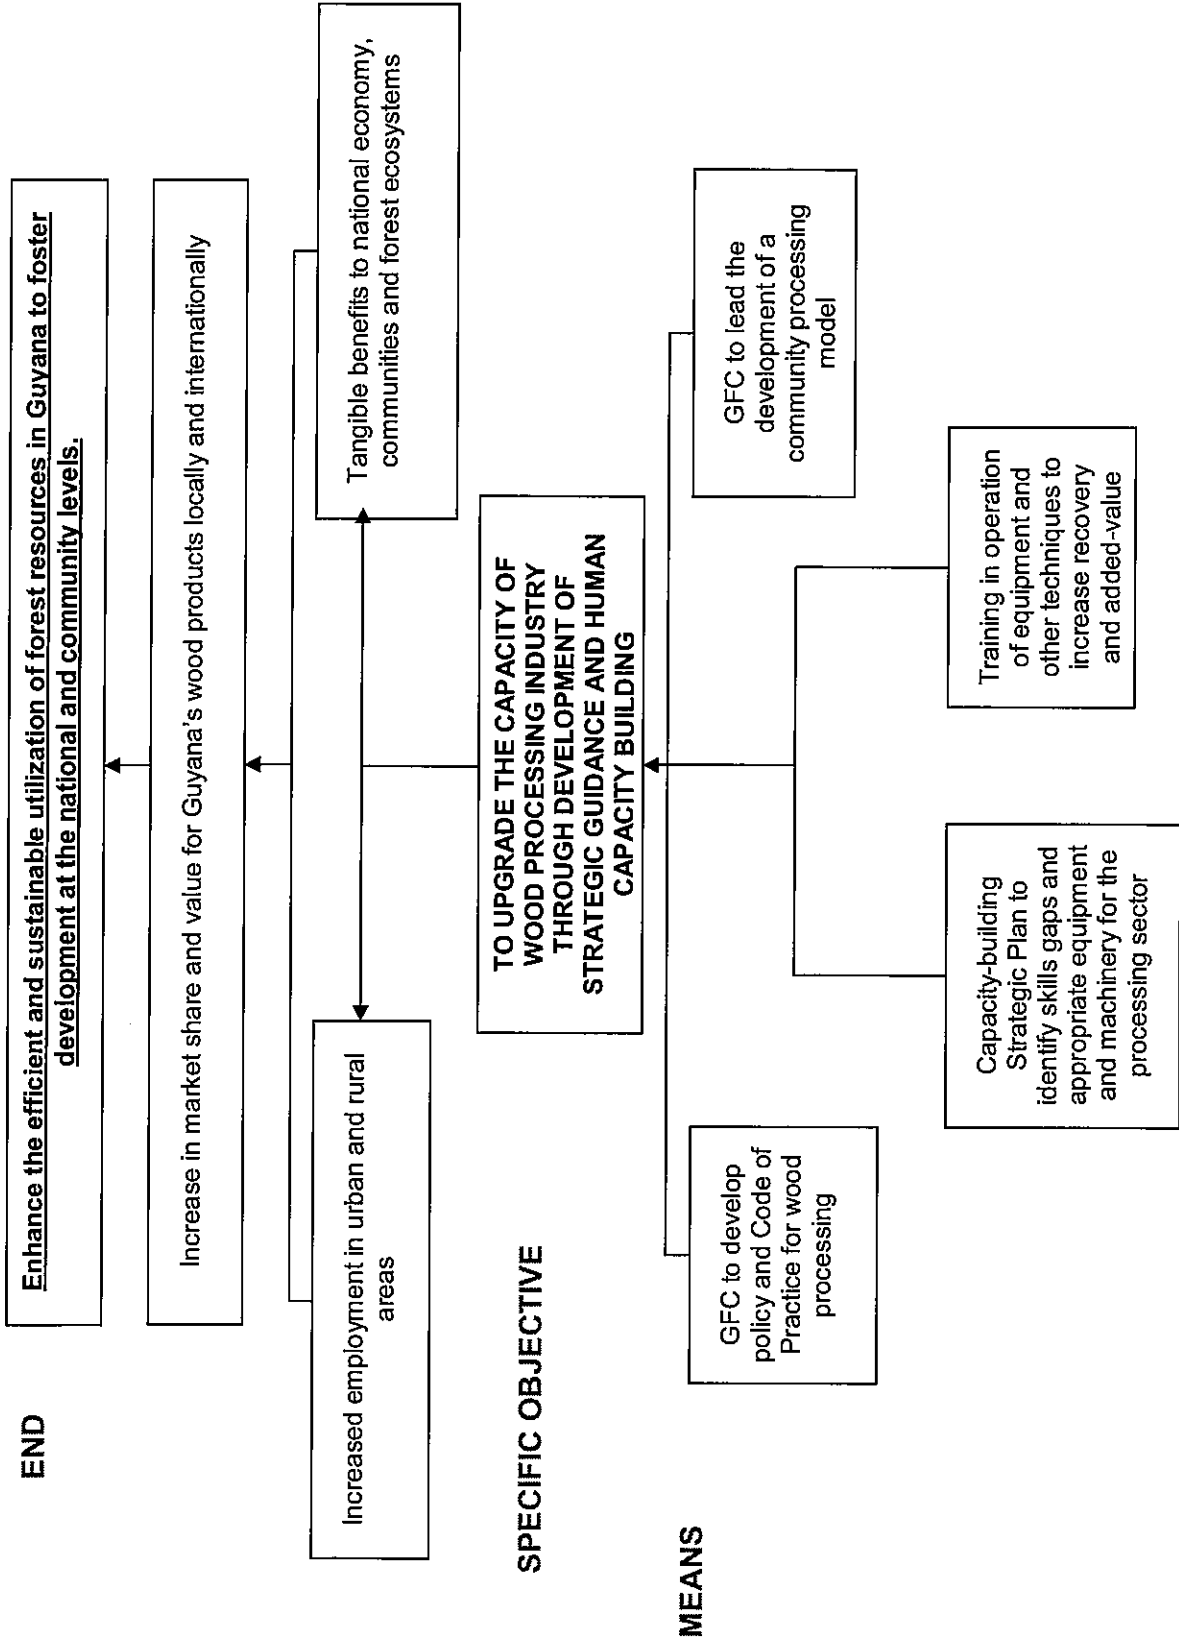 END
Enhance the efficient and sustainable utilization of forest resources in Guyana to foster
development at the national and community levels.
Increase in market share and value for Guyana's wood products locally and internationally
Increased employment in urban and rural
areas
Tangible benefits to national economy,
communities and forest ecosystems
SPECIFIC OBJECTIVE
TO UPGRADE THE CAPACITY OF
WOOD PROCESSING INDUSTRY
THROUGH DEVELOPMENT OF
STRATEGIC GUIDANCE AND HUMAN
CAPACITY BUILDING
MEANS
GFC to develop
policy and Code of
Practice for wood
processing
GFC to lead the
development of a
community processing
model
Capacity-building
Strategic Plan to
identify skills gaps and
appropriate equipment
and machinery for the
processing sector
Training in operation
of equipment and
other techniques to
increase recovery
and added-value